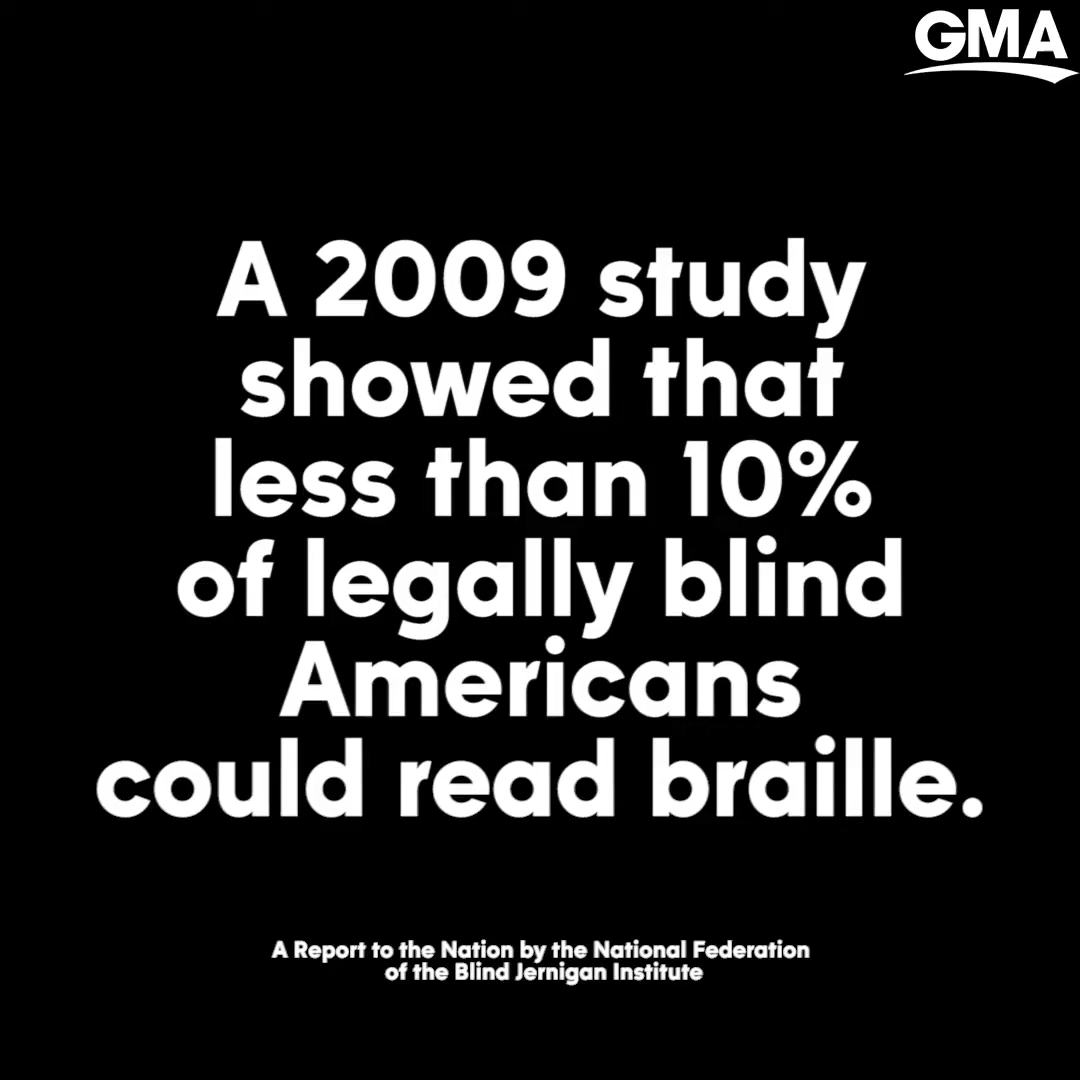 GMA
A 2009 study
showed that
less than 10%
of legally blind
Americans
could read braille.
A Report to the Nation by the National Federation
of the Blind Jernigan Institute